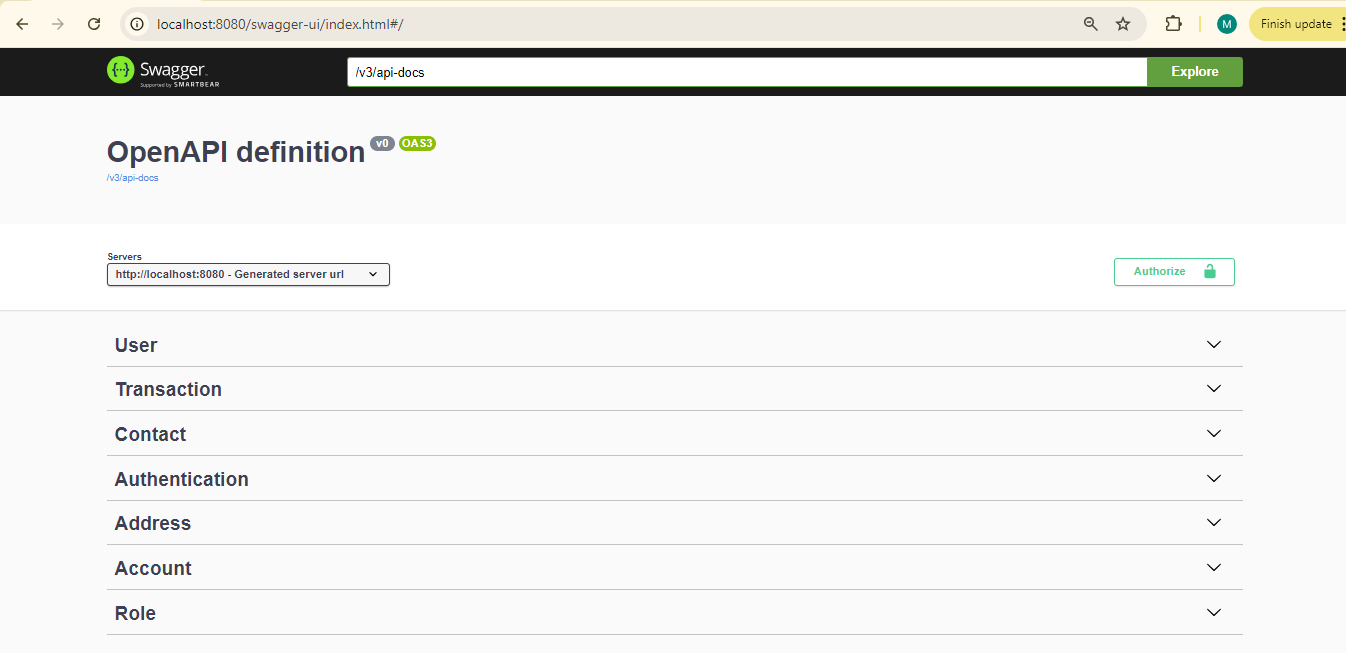 localhost:8080/swagger-ui/index.html#/
M
Finish update
{...} Swagger.
Supported by SMARTBEAR
/v3/api-docs
Explore
OpenAPI definition v0 OAS3
/v3/api-docs
Servers
http://localhost:8080 - Generated server url
Authorize
User
Transaction
Contact
Authentication
Address
Account
Role